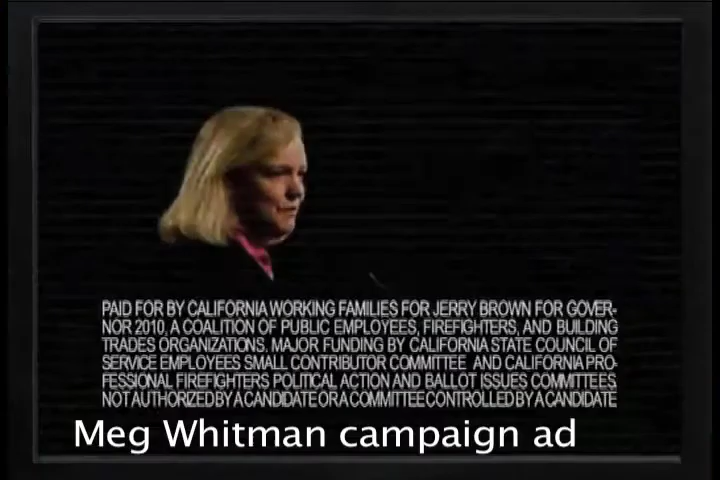 PAID FOR BY CALIFORNIA WORKING FAMILIES FOR JERRY BROWN FOR GOVER-
NOR 2010, A COALITION OF PUBLIC EMPLOYEES, FIREFIGHTERS, AND BUILDING
TRADES ORGANIZATIONS. MAJOR FUNDING BY CALIFORNIA STATE COUNCIL OF
SERVICE EMPLOYEES SMALL CONTRIBUTOR COMMITTEE AND CALIFORNIA PRO-
FESSIONAL FIREFIGHTERS POLITICAL ACTION AND BALLOT ISSUES COMMITTEES.
NOT AUTHORIZED BY A CANDIDATE OR A COMMITTEE CONTROLLED BY A CANDIDATE
Meg Whitman campaign ad